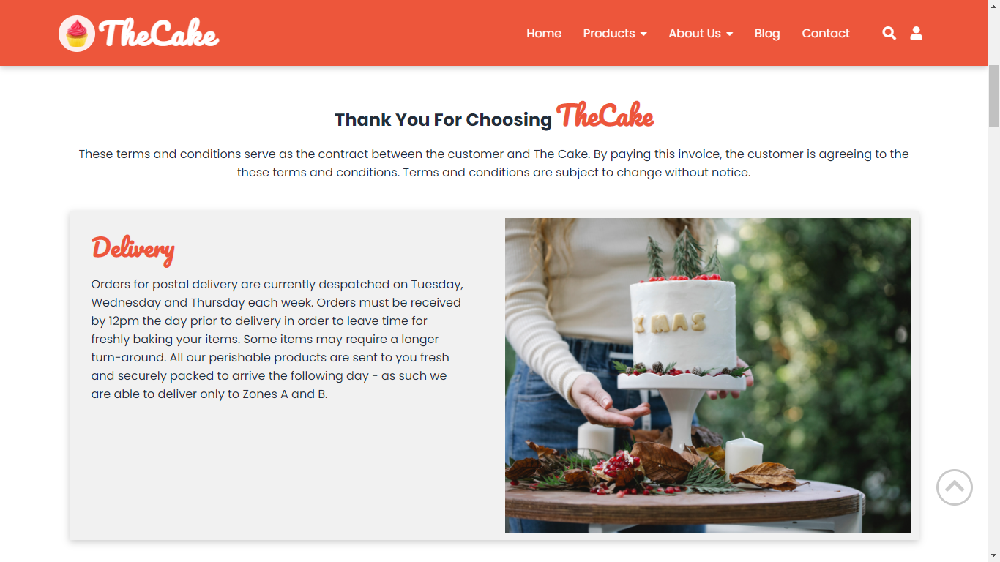 TheCake
Home Products About Us Blog Contact
Thank You For Choosing TheCake
These terms and conditions serve as the contract between the customer and The Cake. By paying this invoice, the customer is agreeing to the
these terms and conditions. Terms and conditions are subject to change without notice.
Delivery
Orders for postal delivery are currently despatched on Tuesday,
Wednesday and Thursday each week. Orders must be received
by 12pm the day prior to delivery in order to leave time for
freshly baking your items. Some items may require a longer
turn-around. All our perishable products are sent to you fresh
and securely packed to arrive the following day - as such we
are able to deliver only to Zones A and B.
X MAS